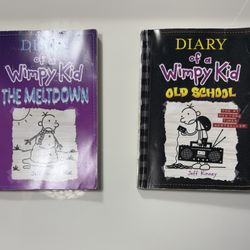 DIARY
of a
Wimpy Kid
THE MELTDOWN
DIARY
of a
Wimpy Kid
OLD SCHOOL
Jeff Kinney